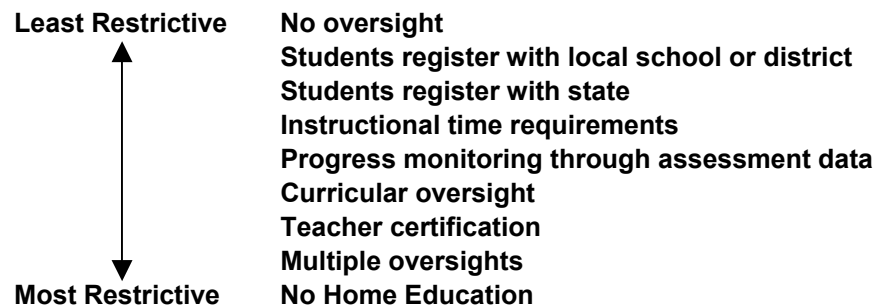 Least Restrictive No oversight
Students register with local school or district
Students register with state
Instructional time requirements
Progress monitoring through assessment data
Curricular oversight
Teacher certification
Multiple oversights
Most Restrictive No Home Education